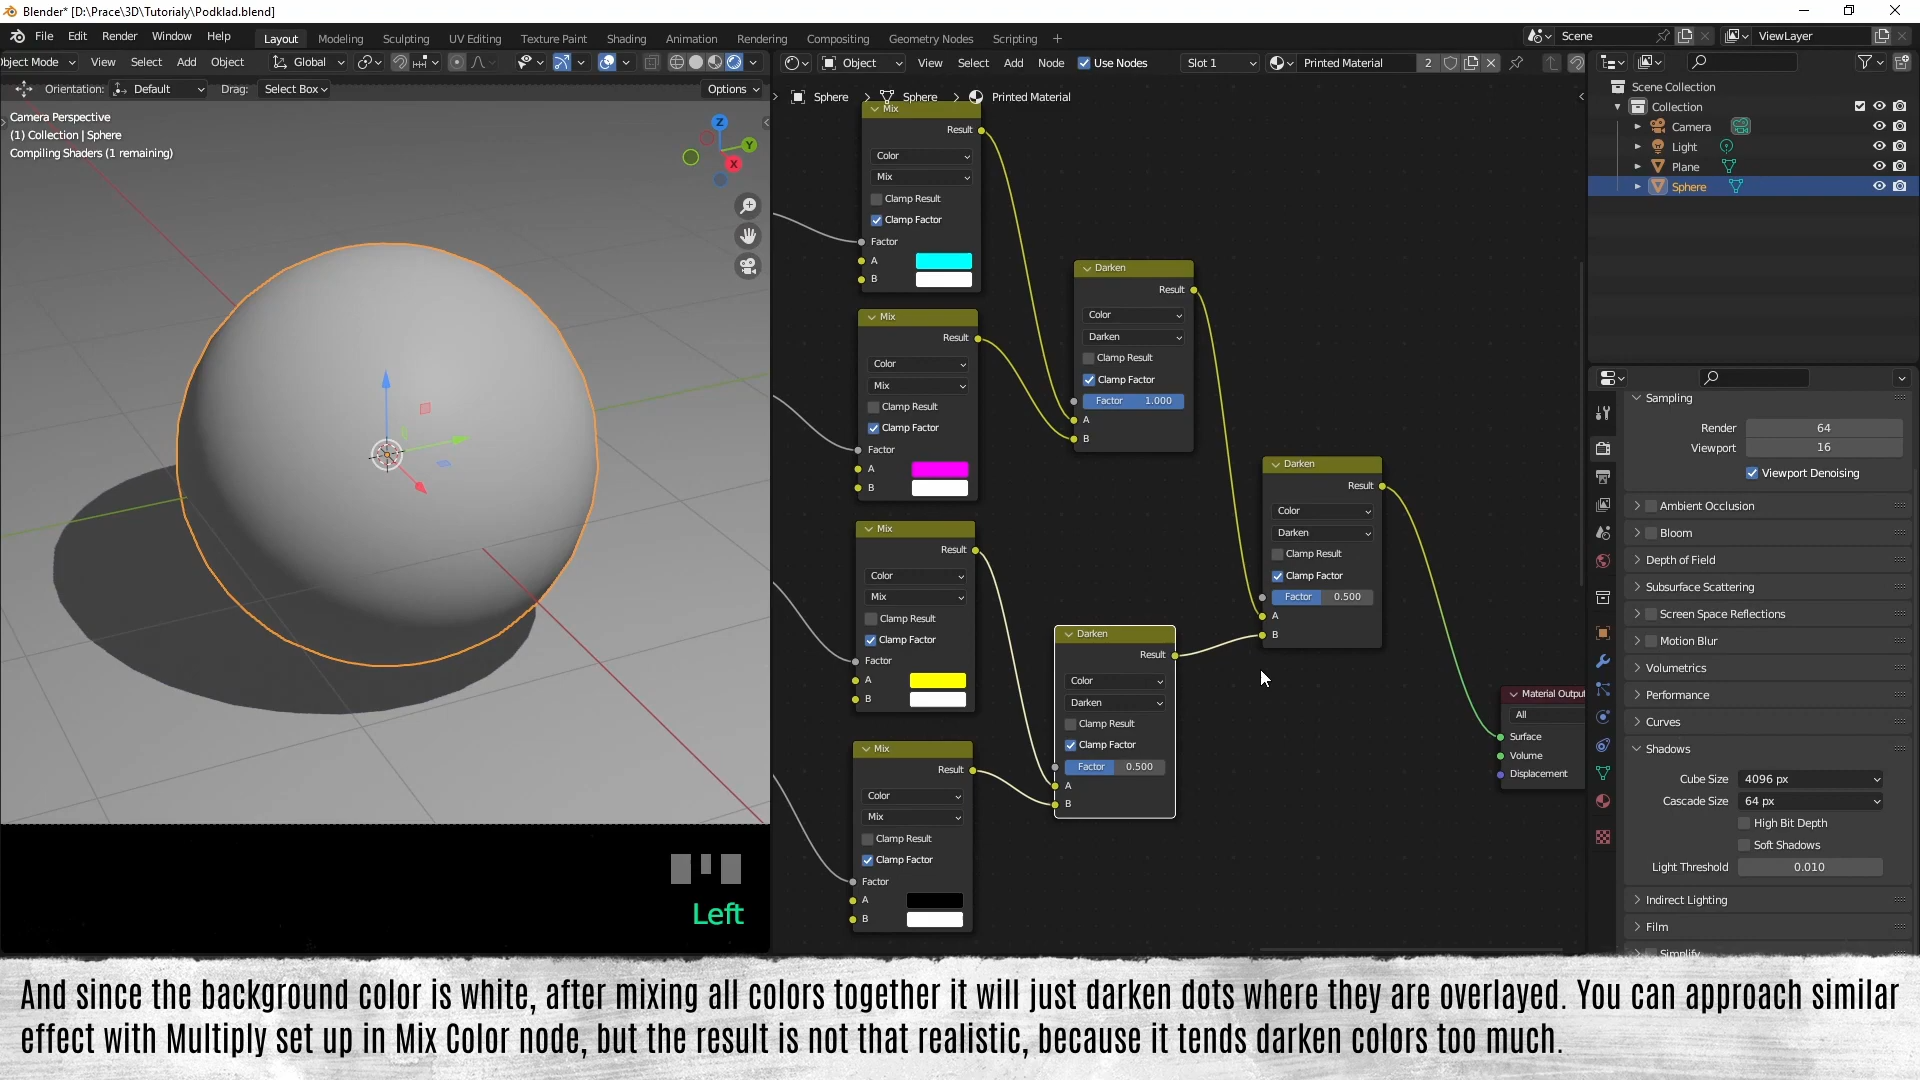 Blender* [D:\Prace\3D\Tutorialy\Podklad.blend]
File Edit Render Window Help Layout Modeling Sculpting UV Editing Texture Paint Shading Animation Rendering Compositing Geometry Nodes Scripting + Scene ViewLayer
bject Mode View Select Add Object Global Object View Select Add Node Use Nodes Slot 1 Printed Material 2
Orientation: Default Drag: Select Box Options
Sphere > Sphere > Printed Material
Camera Perspective
(1) Collection | Sphere
Compiling Shaders (1 remaining)
Z
Y
X
Mix
Result
Color
Mix
Clamp Result
Clamp Factor
Factor
A
B
Mix
Result
Color
Mix
Clamp Result
Clamp Factor
Factor
A
B
Mix
Result
Color
Mix
Clamp Result
Clamp Factor
Factor
A
B
Mix
Result
Color
Mix
Clamp Result
Clamp Factor
Factor
A
B
Darken
Result
Color
Darken
Clamp Result
Clamp Factor
Factor 1.000
A
B
Darken
Result
Color
Darken
Clamp Result
Clamp Factor
Factor 0.500
A
B
Darken
Result
Color
Darken
Clamp Result
Clamp Factor
Factor 0.500
A
B
Material Output
All
Surface
Volume
Displacement
Scene Collection
Collection
Camera
Light
Plane
Sphere
Sampling
Render 64
Viewport 16
Viewport Denoising
Ambient Occlusion
Bloom
Depth of Field
Subsurface Scattering
Screen Space Reflections
Motion Blur
Volumetrics
Performance
Curves
Shadows
Cube Size 4096 px
Cascade Size 64 px
High Bit Depth
Soft Shadows
Light Threshold 0.010
Indirect Lighting
Film
Simplify
Left
And since the background color is white, after mixing all colors together it will just darken dots where they are overlayed. You can approach similar
effect with Multiply set up in Mix Color node, but the result is not that realistic, because it tends darken colors too much.